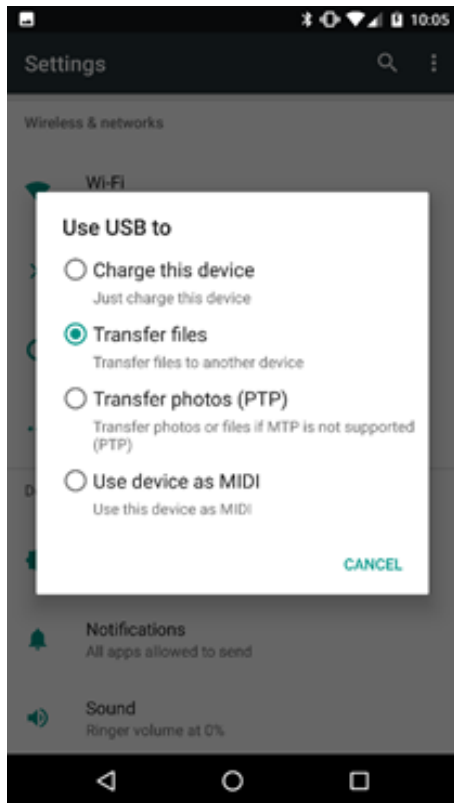 10:05
Settings
Wireless & networks
Wi-Fi
Use USB to
Charge this device
Just charge this device
Transfer files
Transfer files to another device
Transfer photos (PTP)
Transfer photos or files if MTP is not supported
(PTP)
Use device as MIDI
Use this device as MIDI
CANCEL
Notifications
All apps allowed to send
Sound
Ringer volume at 0%